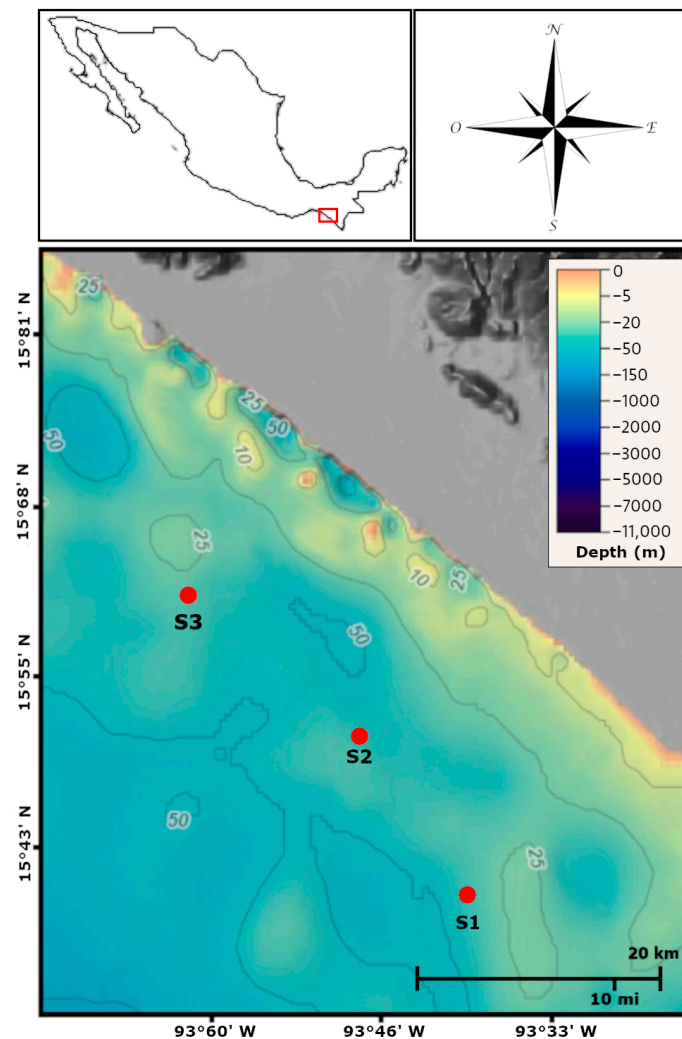 N
O
E
S
0
−5
−20
−50
−150
−1000
−2000
−3000
−5000
−7000
−11,000
Depth (m)
25
15°81' N
25
50
50
10
15°68' N
25
10
25
S3
50
15°55' N
S2
50
15°43' N
25
S1
20 km
10 mi
93°60' W
93°46' W
93°33' W